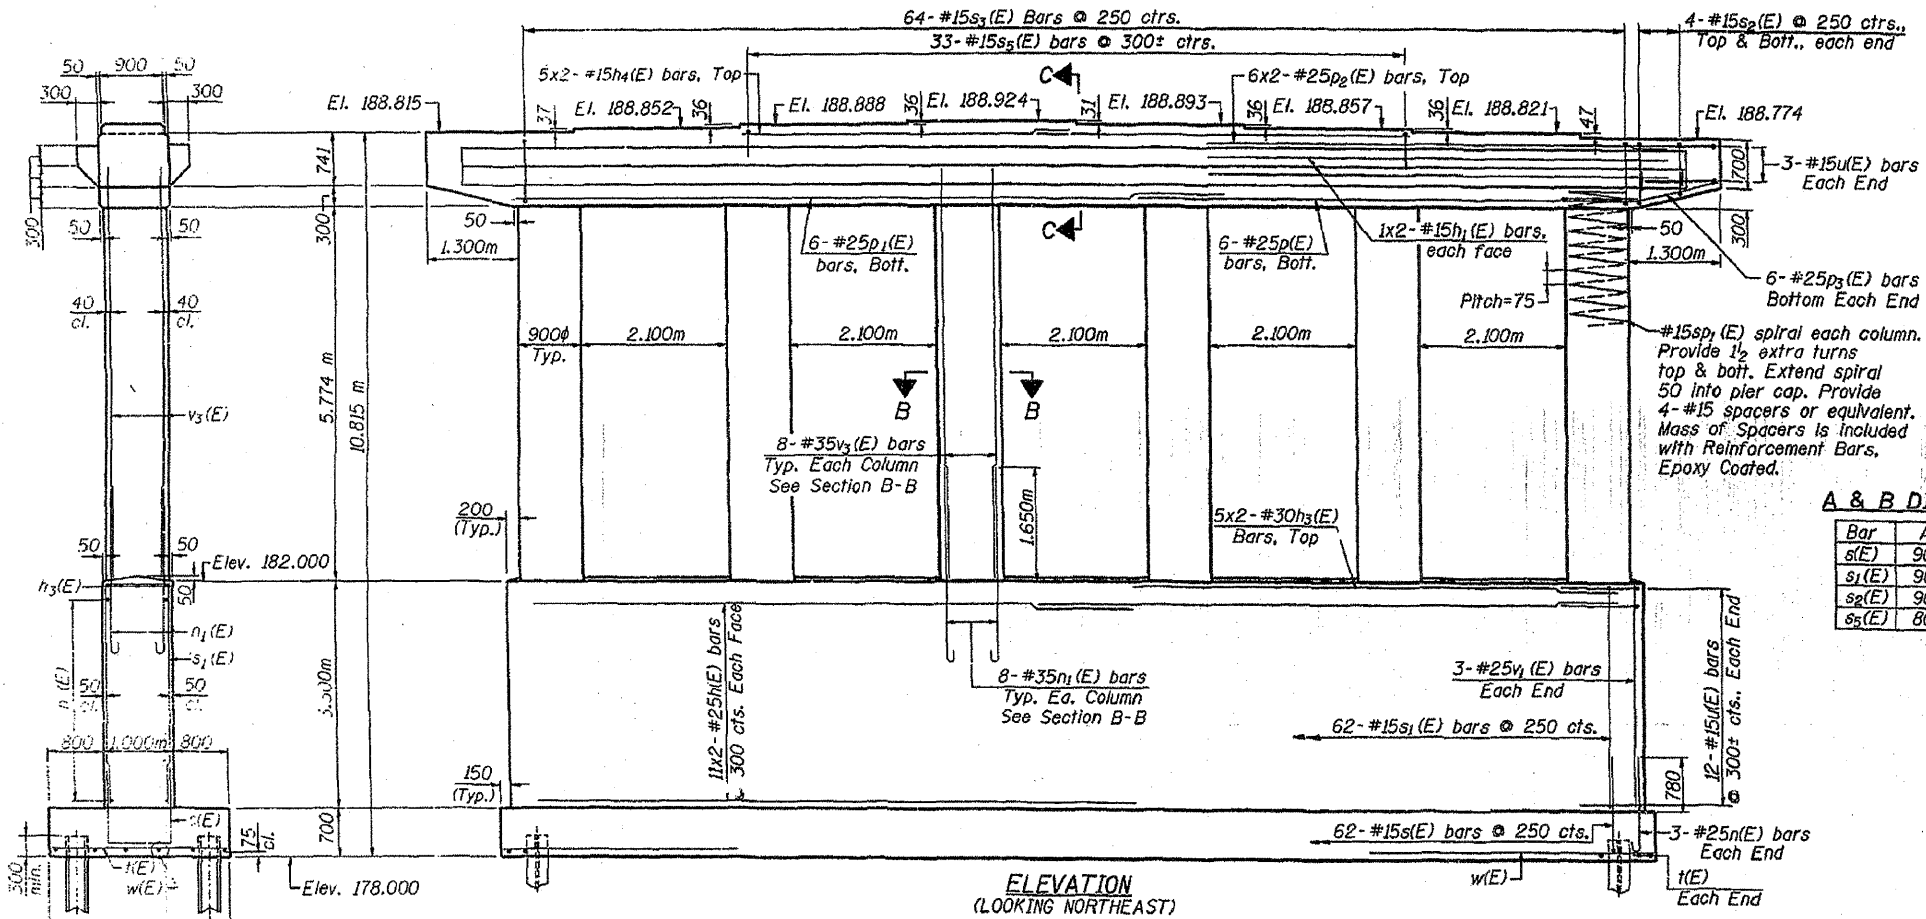 64-#15s3(E) Bars @ 250 ctrs.
4-#15s2(E) @ 250 ctrs.,
Top & Bott., each end
33-#15s5(E) bars @ 300± ctrs.
50 900 50
300 300
5x2-#15h4(E) bars, Top
C
6x2-#25p2(E) bars, Top
El. 188.815
37
El. 188.852
36
El. 188.888
36
El. 188.924
31
El. 188.893
36
El. 188.857
36
El. 188.821
47
El. 188.774
741
700
3-#15u(E) bars
Each End
300
300
50 50
50
1.300m
6-#25p1(E)
bars, Bott.
C
6-#25p(E)
bars, Bott.
1x2-#15h1(E) bars,
each face
50
300
1.300m
6-#25p3(E) bars
Bottom Each End
Pitch=75
40
cl.
40
cl.
900ϕ
Typ.
2.100m
2.100m
2.100m
2.100m
2.100m
#15sp1(E) spiral each column.
Provide 1½ extra turns
top & bott. Extend spiral
50 into pier cap. Provide
4-#15 spacers or equivalent.
Mass of Spacers is included
with Reinforcement Bars,
Epoxy Coated.
B B
v3(E)
5.774 m
10.815 m
8-#35v3(E) bars
Typ. Each Column
See Section B-B
1.650m
200
(Typ.)
5x2-#30h3(E)
Bars, Top
A & B
Bar
s(E)
s1(E)
s2(E)
s5(E)
50 50
Elev. 182.000
h3(E)
50
n1(E)
s1(E)
50
cl.
50
cl.
11x2-#25h(E) bars
300 cts. Each Face
8-#35n1(E) bars
Typ. Ea. Column
See Section B-B
3-#25v1(E) bars
Each End
62-#15s1(E) bars @ 250 cts.
12-#15u(E) bars
@ 300± cts., Each End
780
800 1.000m 800
150
(Typ.)
700
75
cl.
s(E)
62-#15s(E) bars @ 250 cts.
3-#25n(E) bars
Each End
300
min.
t(E)
w(E)
Elev. 178.000
w(E)
t(E)
Each End
ELEVATION
(LOOKING NORTHEAST)